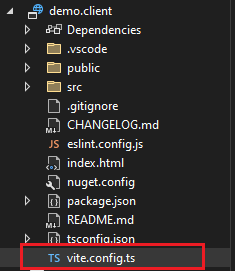 demo.client
Dependencies
.vscode
public
src
.gitignore
CHANGELOG.md
eslint.config.js
index.html
nuget.config
package.json
README.md
tsconfig.json
TS vite.config.ts